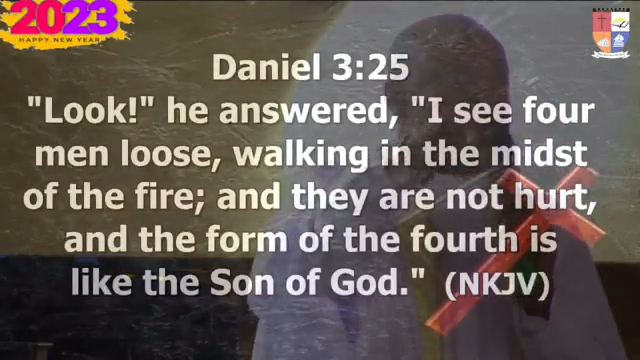 2023
HAPPY NEW YEAR
Daniel 3:25
"Look!" he answered, "I see four
men loose, walking in the midst
of the fire; and they are not hurt,
and the form of the fourth is
like the Son of God." (NKJV)